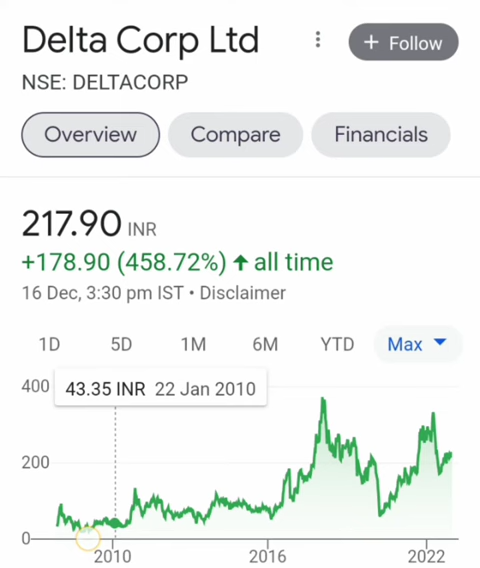 Delta Corp Ltd
+ Follow
NSE: DELTACORP
Overview Compare Financials
217.90 INR
+178.90 (458.72%) ↑ all time
16 Dec, 3:30 pm IST • Disclaimer
1D 5D 1M 6M YTD Max
400
43.35 INR 22 Jan 2010
200
0
2010 2016 2022